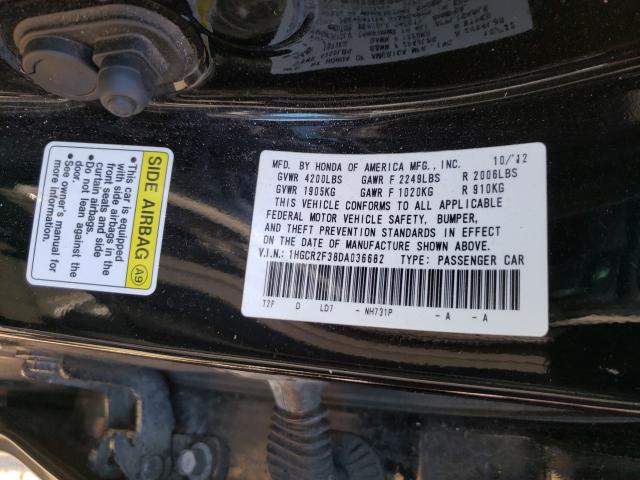 SIDE AIRBAG A9
• This car is equipped
with side airbags in the
front seats and side
curtain airbags.
• Do not lean against the
door.
• See owner's manual for
more information.
MFD. BY HONDA OF AMERICA MFG., INC. 10/12
GVWR 4200LBS GAWR F 2249LBS R 2006LBS
GVWR 1905KG GAWR F 1020KG R 910KG
THIS VEHICLE CONFORMS TO ALL APPLICABLE
FEDERAL MOTOR VEHICLE SAFETY, BUMPER,
AND THEFT PREVENTION STANDARDS IN EFFECT
ON THE DATE OF MANUFACTURE SHOWN ABOVE.
V.I.N.: 1HGCR2F38DA036682 TYPE: PASSENGER CAR
T2F D LD7 - NH731P - A - A